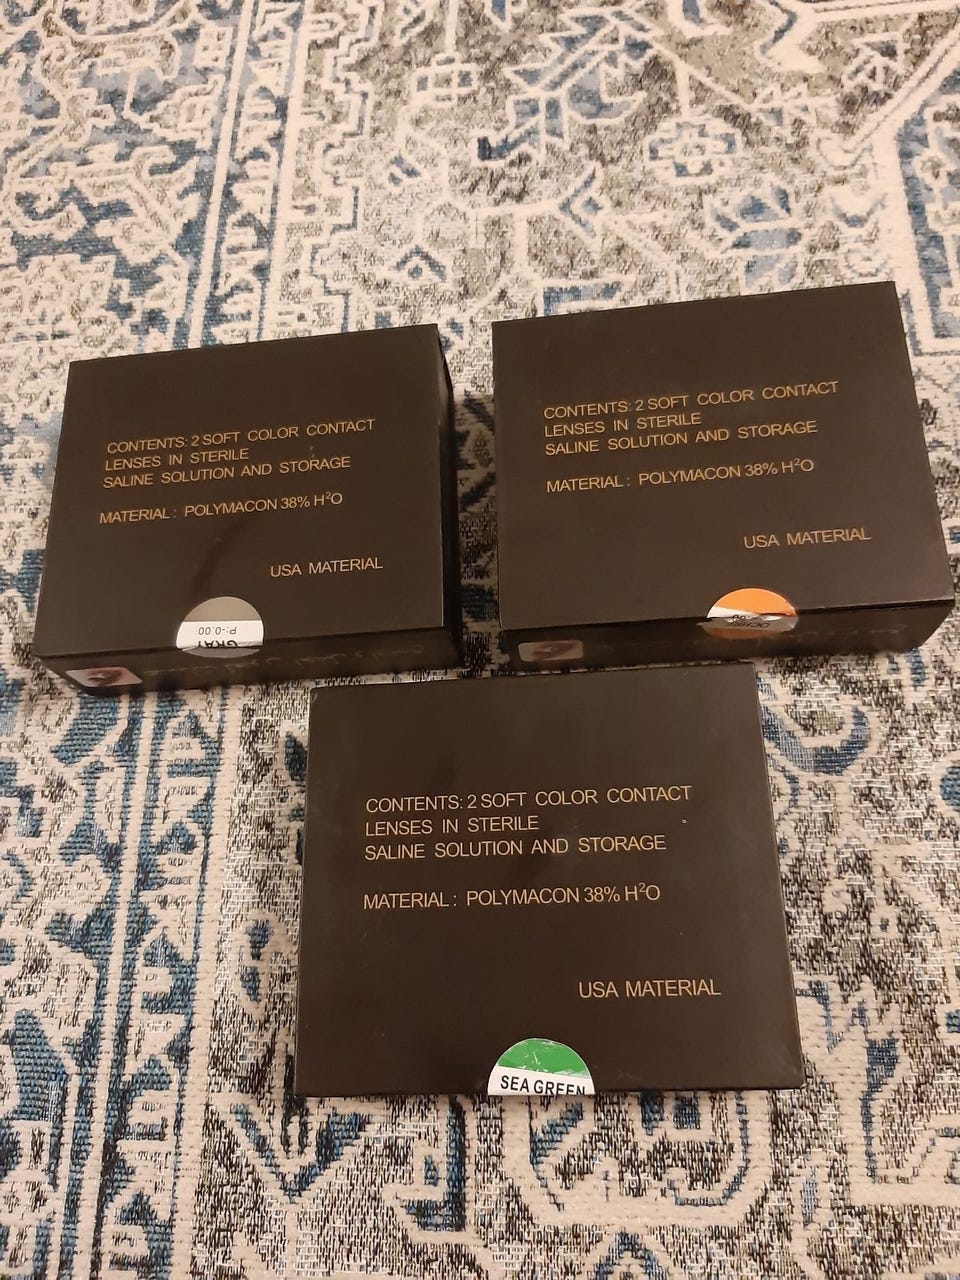 CONTENTS: 2 SOFT COLOR CONTACT
LENSES IN STERILE
SALINE SOLUTION AND STORAGE
MATERIAL : POLYMACON 38% H²O
USA MATERIAL
GRAY
P:-0.00
CONTENTS: 2 SOFT COLOR CONTACT
LENSES IN STERILE
SALINE SOLUTION AND STORAGE
MATERIAL : POLYMACON 38% H²O
USA MATERIAL
CONTENTS: 2 SOFT COLOR CONTACT
LENSES IN STERILE
SALINE SOLUTION AND STORAGE
MATERIAL : POLYMACON 38% H²O
USA MATERIAL
SEA GREEN